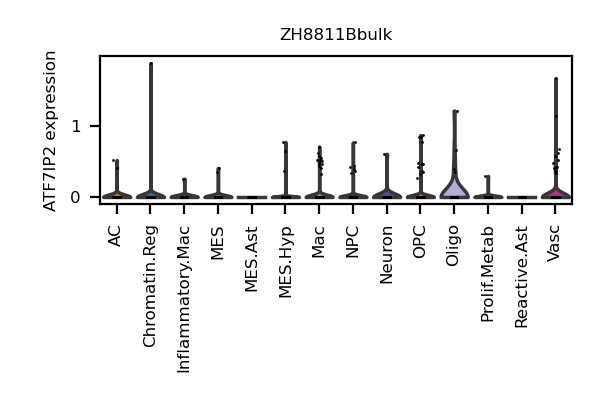 ZH8811Bbulk
ATF7IP2 expression
1
0
AC
Chromatin.Reg
Inflammatory.Mac
MES
MES.Ast
MES.Hyp
Mac
NPC
Neuron
OPC
Oligo
Prolif.Metab
Reactive.Ast
Vasc